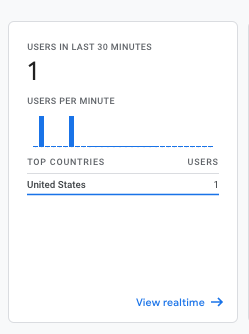 USERS IN LAST 30 MINUTES
1
USERS PER MINUTE
TOP COUNTRIES USERS
United States 1
View realtime